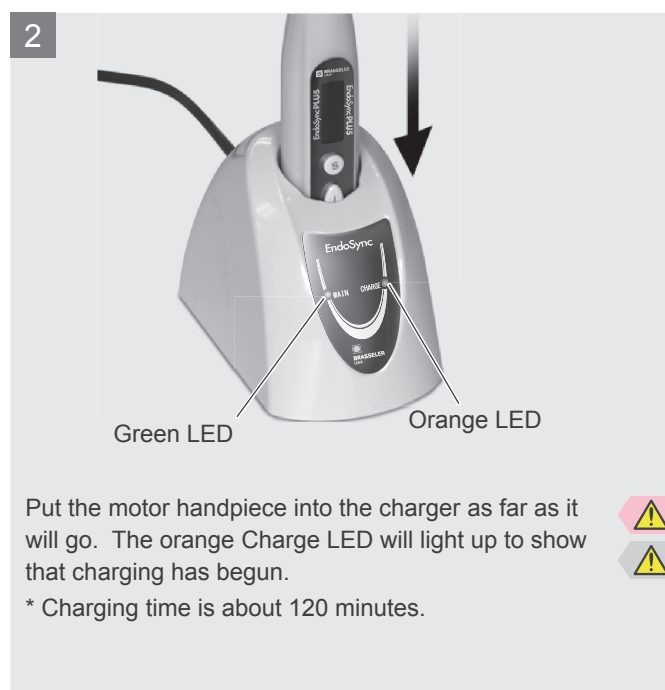 2
BRASSELER
USA
EndoSync PLUS
EndoSync PLUS
S
EndoSync
MAIN
CHARGE
BRASSELER
USA
Green LED
Orange LED
Put the motor handpiece into the charger as far as it
will go. The orange Charge LED will light up to show
that charging has begun.
* Charging time is about 120 minutes.